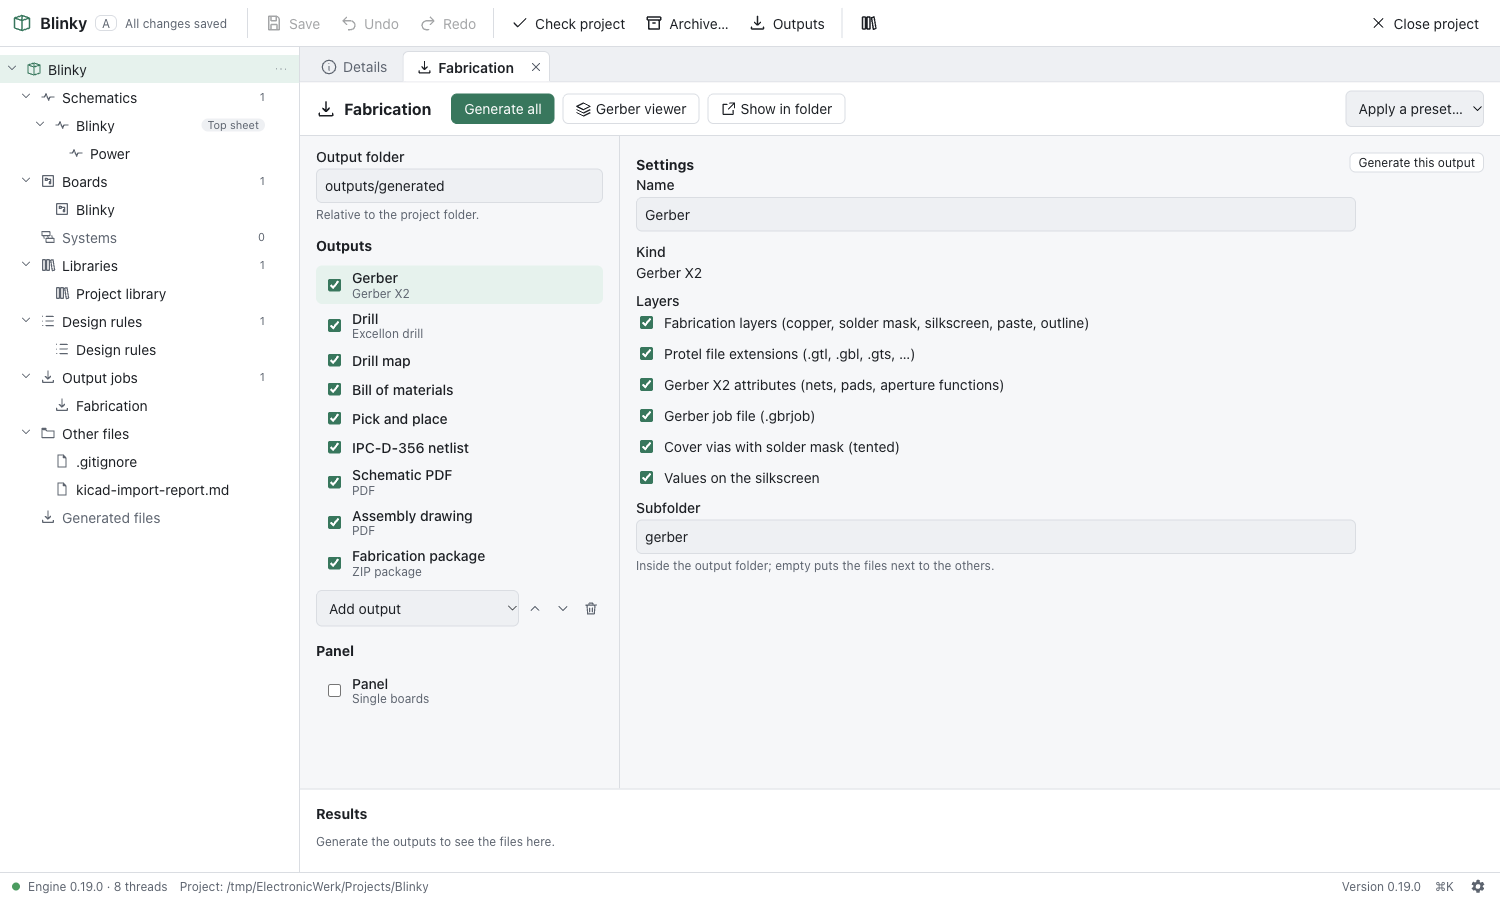 Blinky A All changes saved Save Undo Redo Check project Archive... Outputs Close project
Blinky ...
Schematics 1
Blinky Top sheet
Power
Boards 1
Blinky
Systems 0
Libraries 1
Project library
Design rules 1
Design rules
Output jobs 1
Fabrication
Other files
.gitignore
kicad-import-report.md
Generated files
Details Fabrication
Fabrication Generate all Gerber viewer Show in folder Apply a preset...
Output folder
outputs/generated
Relative to the project folder.
Outputs
Gerber
Gerber X2
Drill
Excellon drill
Drill map
Bill of materials
Pick and place
IPC-D-356 netlist
Schematic PDF
PDF
Assembly drawing
PDF
Fabrication package
ZIP package
Add output
Panel
Panel
Single boards
Settings Generate this output
Name
Gerber
Kind
Gerber X2
Layers
Fabrication layers (copper, solder mask, silkscreen, paste, outline)
Protel file extensions (.gtl, .gbl, .gts, ...)
Gerber X2 attributes (nets, pads, aperture functions)
Gerber job file (.gbrjob)
Cover vias with solder mask (tented)
Values on the silkscreen
Subfolder
gerber
Inside the output folder; empty puts the files next to the others.
Results
Generate the outputs to see the files here.
Engine 0.19.0 · 8 threads Project: /tmp/ElectronicWerk/Projects/Blinky Version 0.19.0 ⌘K